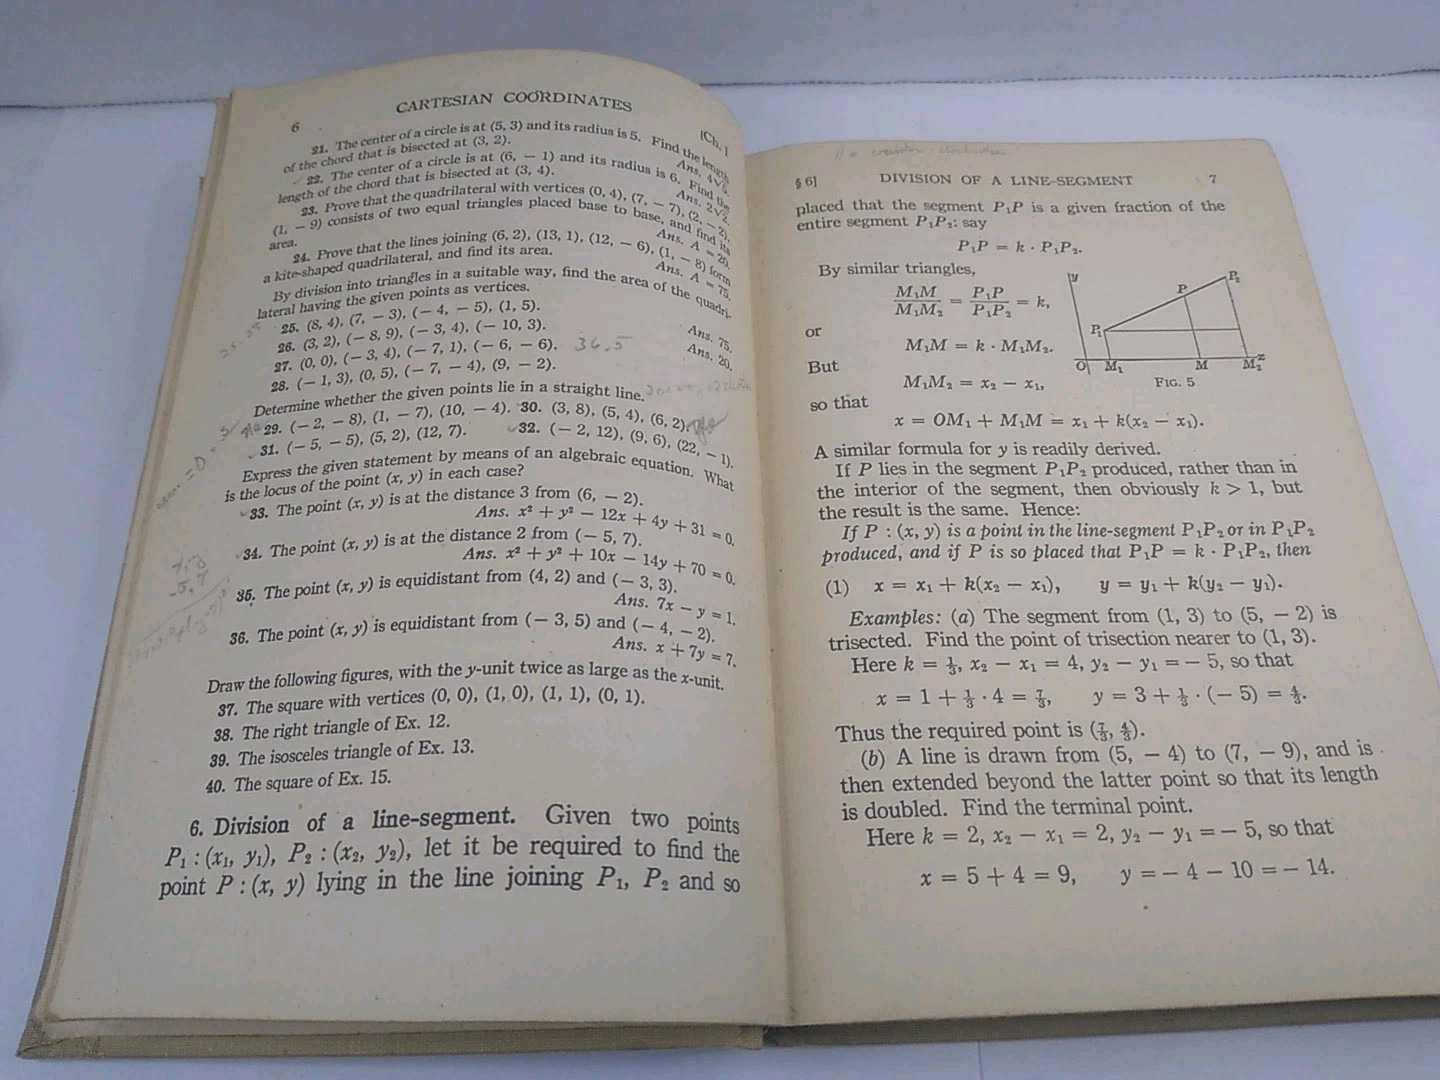 6
CARTESIAN COÖRDINATES
[Ch. I
21. The center of a circle is at (5, 3) and its radius is 5. Find the length
of the chord that is bisected at (3, 2). Ans. 4√5.
22. The center of a circle is at (6, − 1) and its radius is 6. Find the
length of the chord that is bisected at (3, 4). Ans. 2√2.
23. Prove that the quadrilateral with vertices (0, 4), (7, − 7), (2, − 2),
(1, − 9) consists of two equal triangles placed base to base, and find its
area. Ans. A = 20.
24. Prove that the lines joining (6, 2), (13, 1), (12, − 6), (1, − 8) form
a kite-shaped quadrilateral, and find its area. Ans. A = 75.
By division into triangles in a suitable way, find the area of the quadri-
lateral having the given points as vertices.
25. (8, 4), (7, − 3), (− 4, − 5), (1, 5). Ans. 75.
26. (3, 2), (− 8, 9), (− 3, 4), (− 10, 3). Ans. 20.
27. (0, 0), (− 3, 4), (− 7, 1), (− 6, − 6). 34.5
28. (− 1, 3), (0, 5), (− 7, − 4), (9, − 2).
Determine whether the given points lie in a straight line.
29. (− 2, − 8), (1, − 7), (10, − 4). 30. (3, 8), (5, 4), (6, 2).
31. (− 5, − 5), (5, 2), (12, 7). 32. (− 2, 12), (9, 6), (22, − 1).
Express the given statement by means of an algebraic equation. What
is the locus of the point (x, y) in each case?
33. The point (x, y) is at the distance 3 from (6, − 2).
Ans. x² + y² − 12x + 4y + 31 = 0.
34. The point (x, y) is at the distance 2 from (− 5, 7).
Ans. x² + y² + 10x − 14y + 70 = 0.
35. The point (x, y) is equidistant from (4, 2) and (− 3, 3).
Ans. 7x − y = 1.
36. The point (x, y) is equidistant from (− 3, 5) and (− 4, − 2).
Ans. x + 7y = 7.
Draw the following figures, with the y-unit twice as large as the x-unit.
37. The square with vertices (0, 0), (1, 0), (1, 1), (0, 1).
38. The right triangle of Ex. 12.
39. The isosceles triangle of Ex. 13.
40. The square of Ex. 15.
6. Division of a line-segment. Given two points
P₁ : (x₁, y₁), P₂ : (x₂, y₂), let it be required to find the
point P : (x, y) lying in the line joining P₁, P₂ and so
§ 6]
DIVISION OF A LINE-SEGMENT
7
placed that the segment P₁P is a given fraction of the
entire segment P₁P₂: say
P₁P = k · P₁P₂.
By similar triangles,
M₁M/M₁M₂ = P₁P/P₁P₂ = k,
or
M₁M = k · M₁M₂.
But
M₁M₂ = x₂ − x₁,
so that
y
P₁
P
P₂
O
M₁
M
M₂
x
FIG. 5
x = OM₁ + M₁M = x₁ + k(x₂ − x₁).
A similar formula for y is readily derived.
If P lies in the segment P₁P₂ produced, rather than in
the interior of the segment, then obviously k > 1, but
the result is the same. Hence:
If P : (x, y) is a point in the line-segment P₁P₂ or in P₁P₂
produced, and if P is so placed that P₁P = k · P₁P₂, then
(1) x = x₁ + k(x₂ − x₁), y = y₁ + k(y₂ − y₁).
Examples: (a) The segment from (1, 3) to (5, − 2) is
trisected. Find the point of trisection nearer to (1, 3).
Here k = ⅓, x₂ − x₁ = 4, y₂ − y₁ = − 5, so that
x = 1 + ⅓ · 4 = 7/3, y = 3 + ⅓ · (− 5) = 4/3.
Thus the required point is (7/3, 4/3).
(b) A line is drawn from (5, − 4) to (7, − 9), and is
then extended beyond the latter point so that its length
is doubled. Find the terminal point.
Here k = 2, x₂ − x₁ = 2, y₂ − y₁ = − 5, so that
x = 5 + 4 = 9, y = − 4 − 10 = − 14.